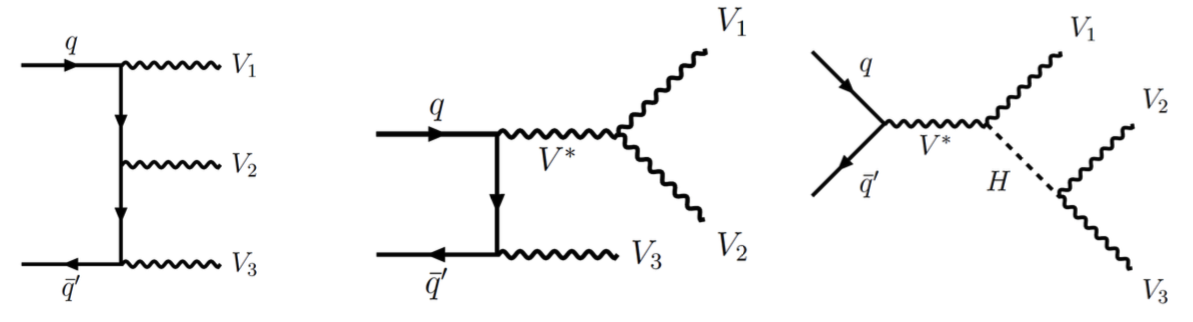 q
V₁
V₂
q̄′
V₃
q
V*
V₁
V₂
q̄′
V₃
q
q̄′
V*
H
V₁
V₂
V₃